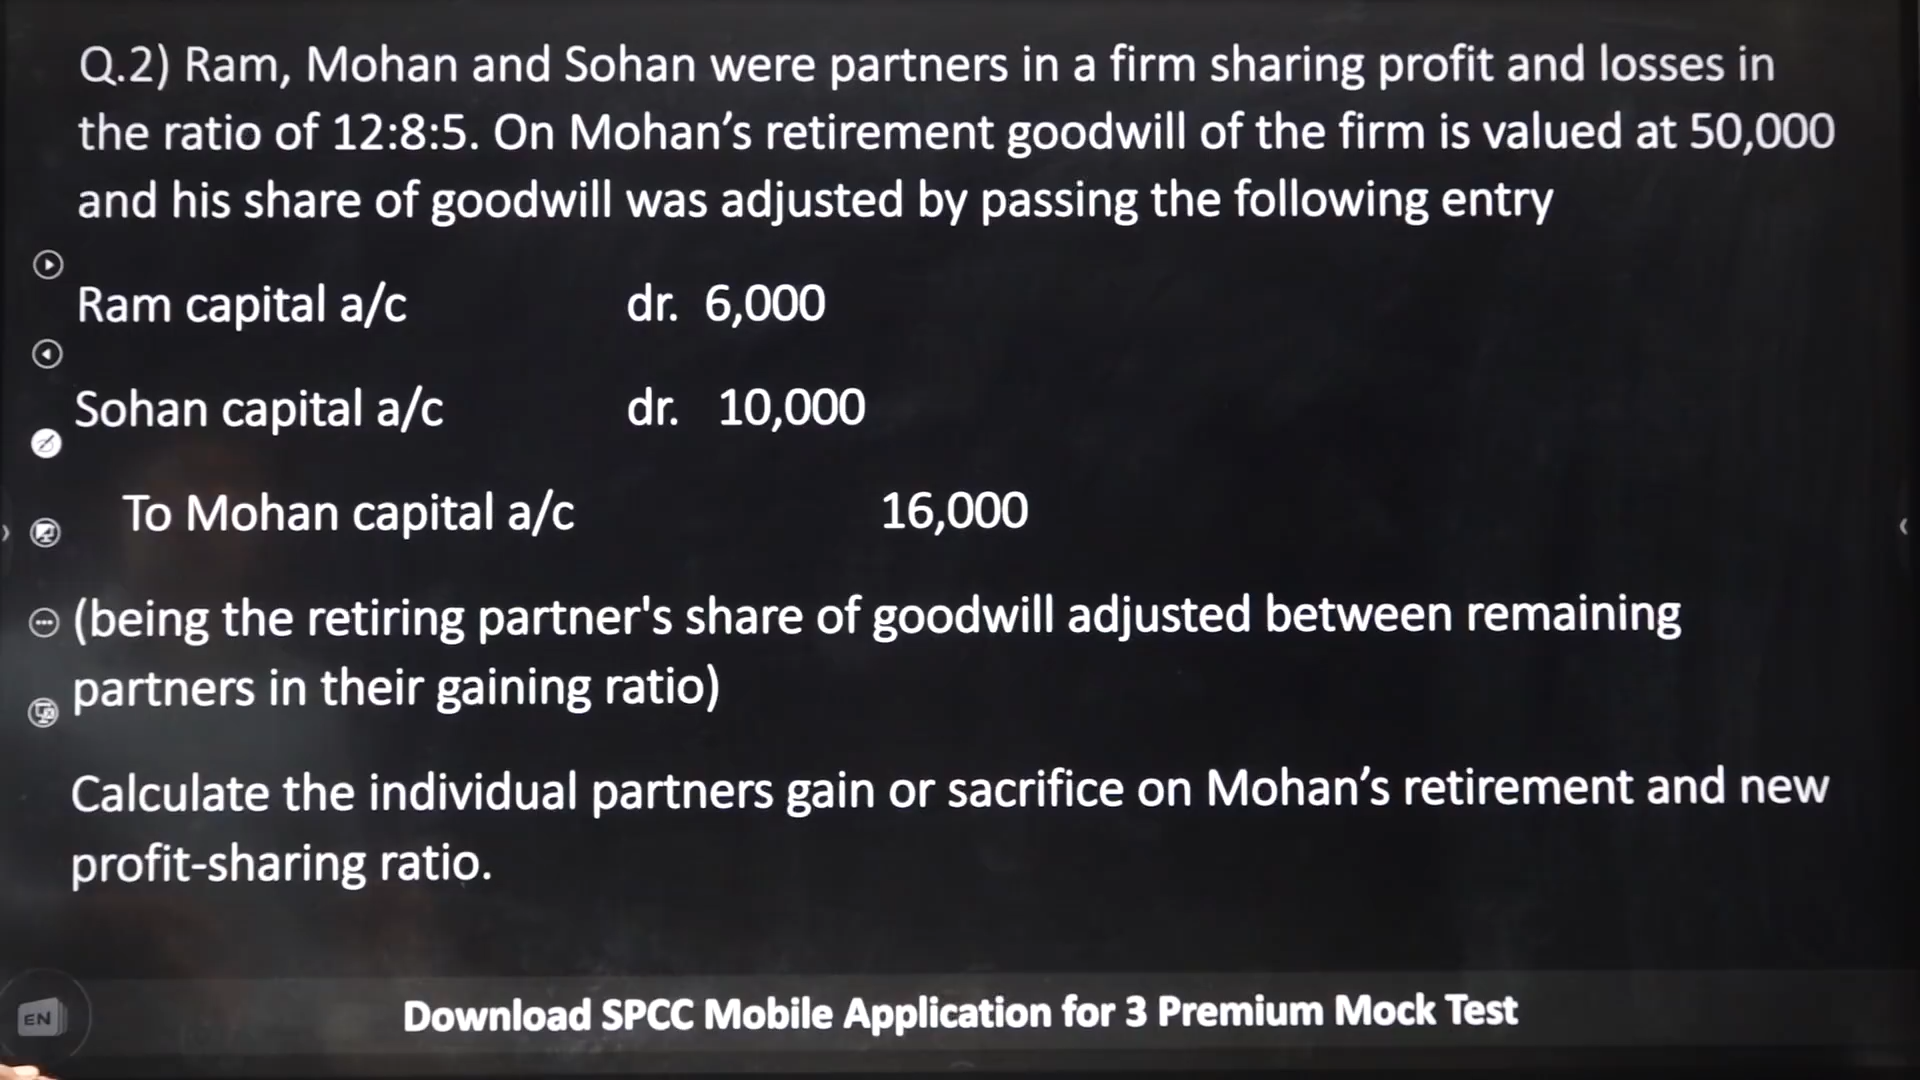 Q.2) Ram, Mohan and Sohan were partners in a firm sharing profit and losses in
the ratio of 12:8:5. On Mohan’s retirement goodwill of the firm is valued at 50,000
and his share of goodwill was adjusted by passing the following entry
Ram capital a/c dr. 6,000
Sohan capital a/c dr. 10,000
To Mohan capital a/c 16,000
(being the retiring partner's share of goodwill adjusted between remaining
partners in their gaining ratio)
Calculate the individual partners gain or sacrifice on Mohan’s retirement and new
profit-sharing ratio.
EN
Download SPCC Mobile Application for 3 Premium Mock Test